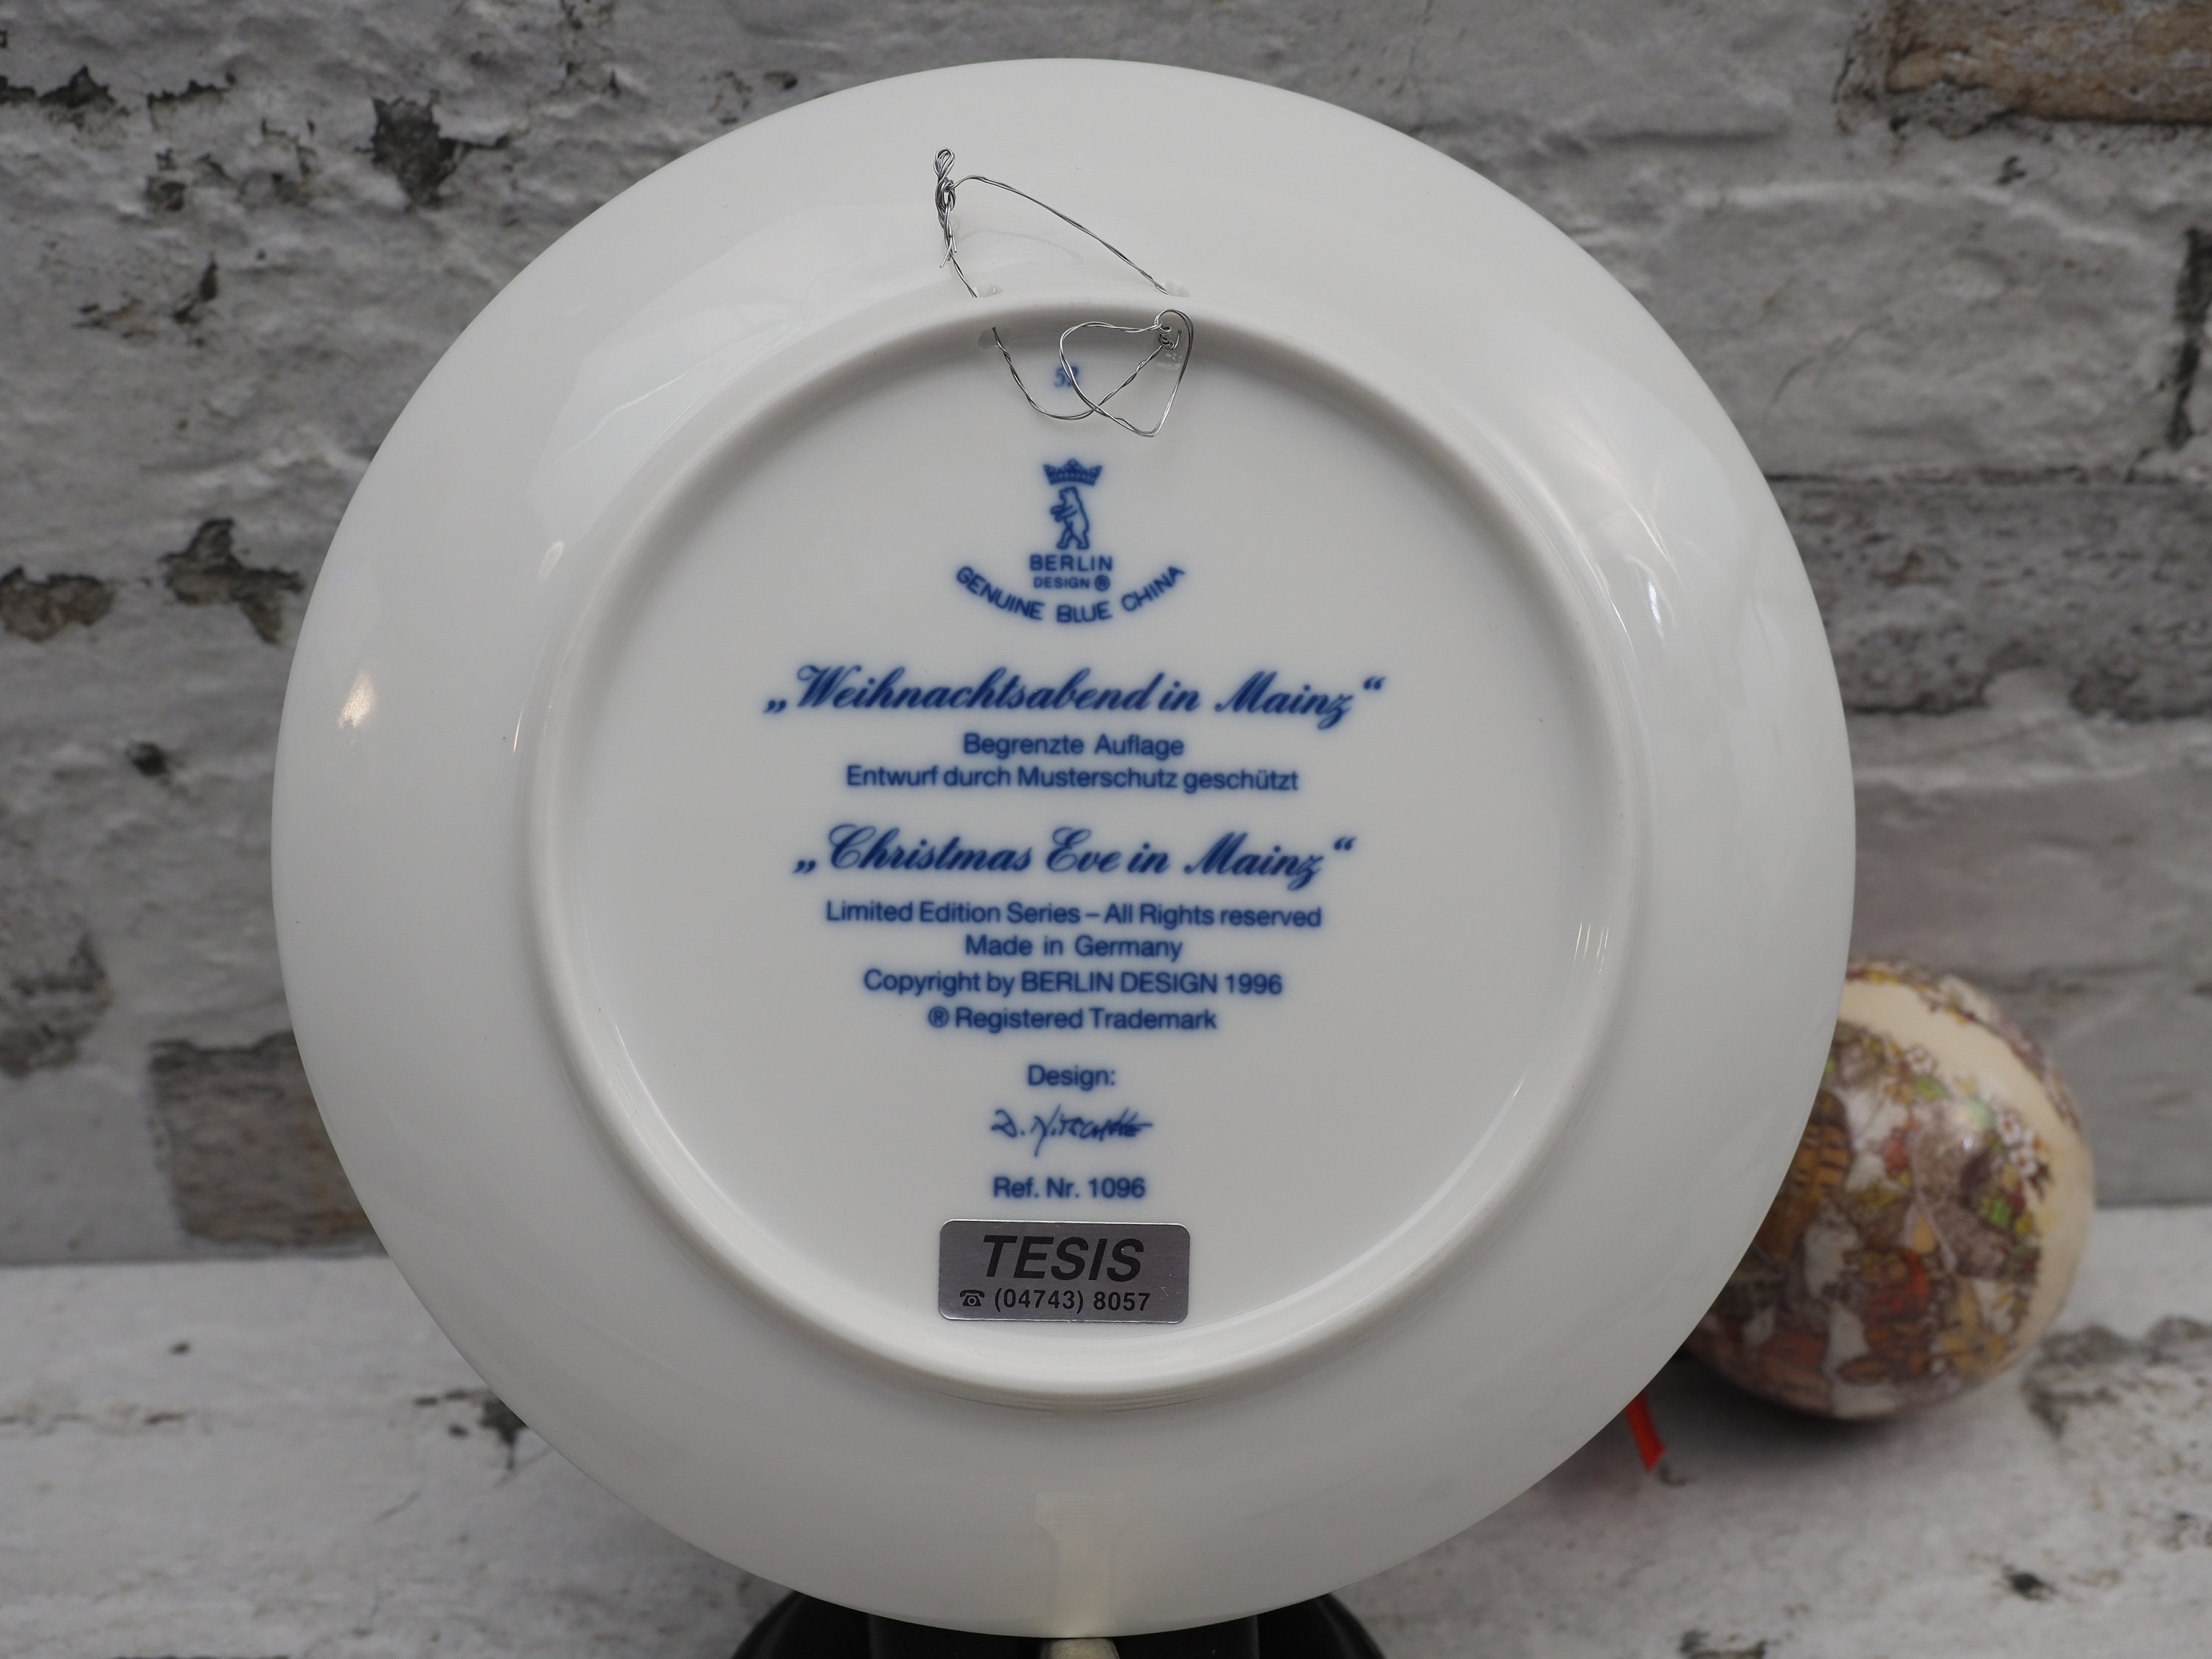 52
BERLIN
DESIGN ®
GENUINE BLUE CHINA
„Weihnachtsabend in Mainz“
Begrenzte Auflage
Entwurf durch Musterschutz geschützt
„Christmas Eve in Mainz“
Limited Edition Series – All Rights reserved
Made in Germany
Copyright by BERLIN DESIGN 1996
® Registered Trademark
Design:
Ref. Nr. 1096
TESIS
☎ (04743) 8057